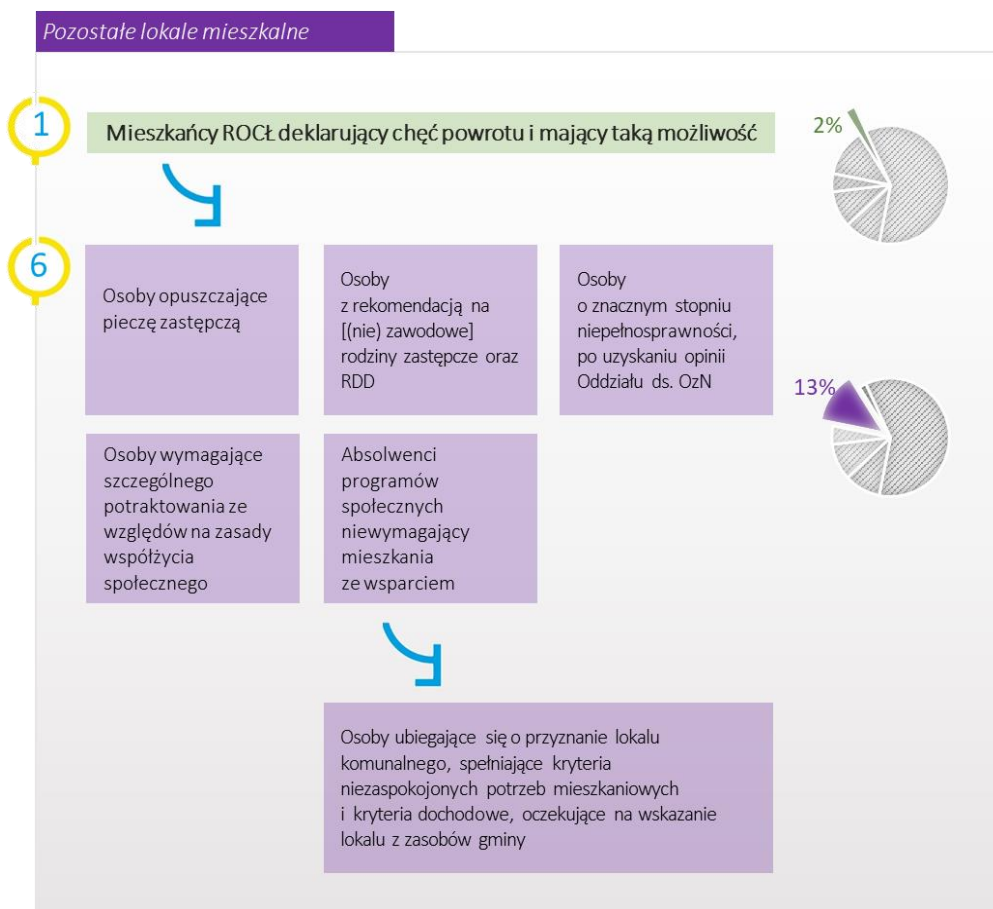 Pozostałe lokale mieszkalne
1
Mieszkańcy ROCŁ deklarujący chęć powrotu i mający taką możliwość
2%
6
Osoby opuszczające
pieczę zastępczą
Osoby
z rekomendacją na
[(nie) zawodowe]
rodziny zastępcze oraz
RDD
Osoby
o znacznym stopniu
niepełnosprawności,
po uzyskaniu opinii
Oddziału ds. OzN
13%
Osoby wymagające
szczególnego
potraktowania ze
względów na zasady
współżycia
społecznego
Absolwenci
programów
społecznych
niewymagający
mieszkania
ze wsparciem
Osoby ubiegające się o przyznanie lokalu
komunalnego, spełniające kryteria
niezaspokojonych potrzeb mieszkaniowych
i kryteria dochodowe, oczekujące na wskazanie
lokalu z zasobów gminy